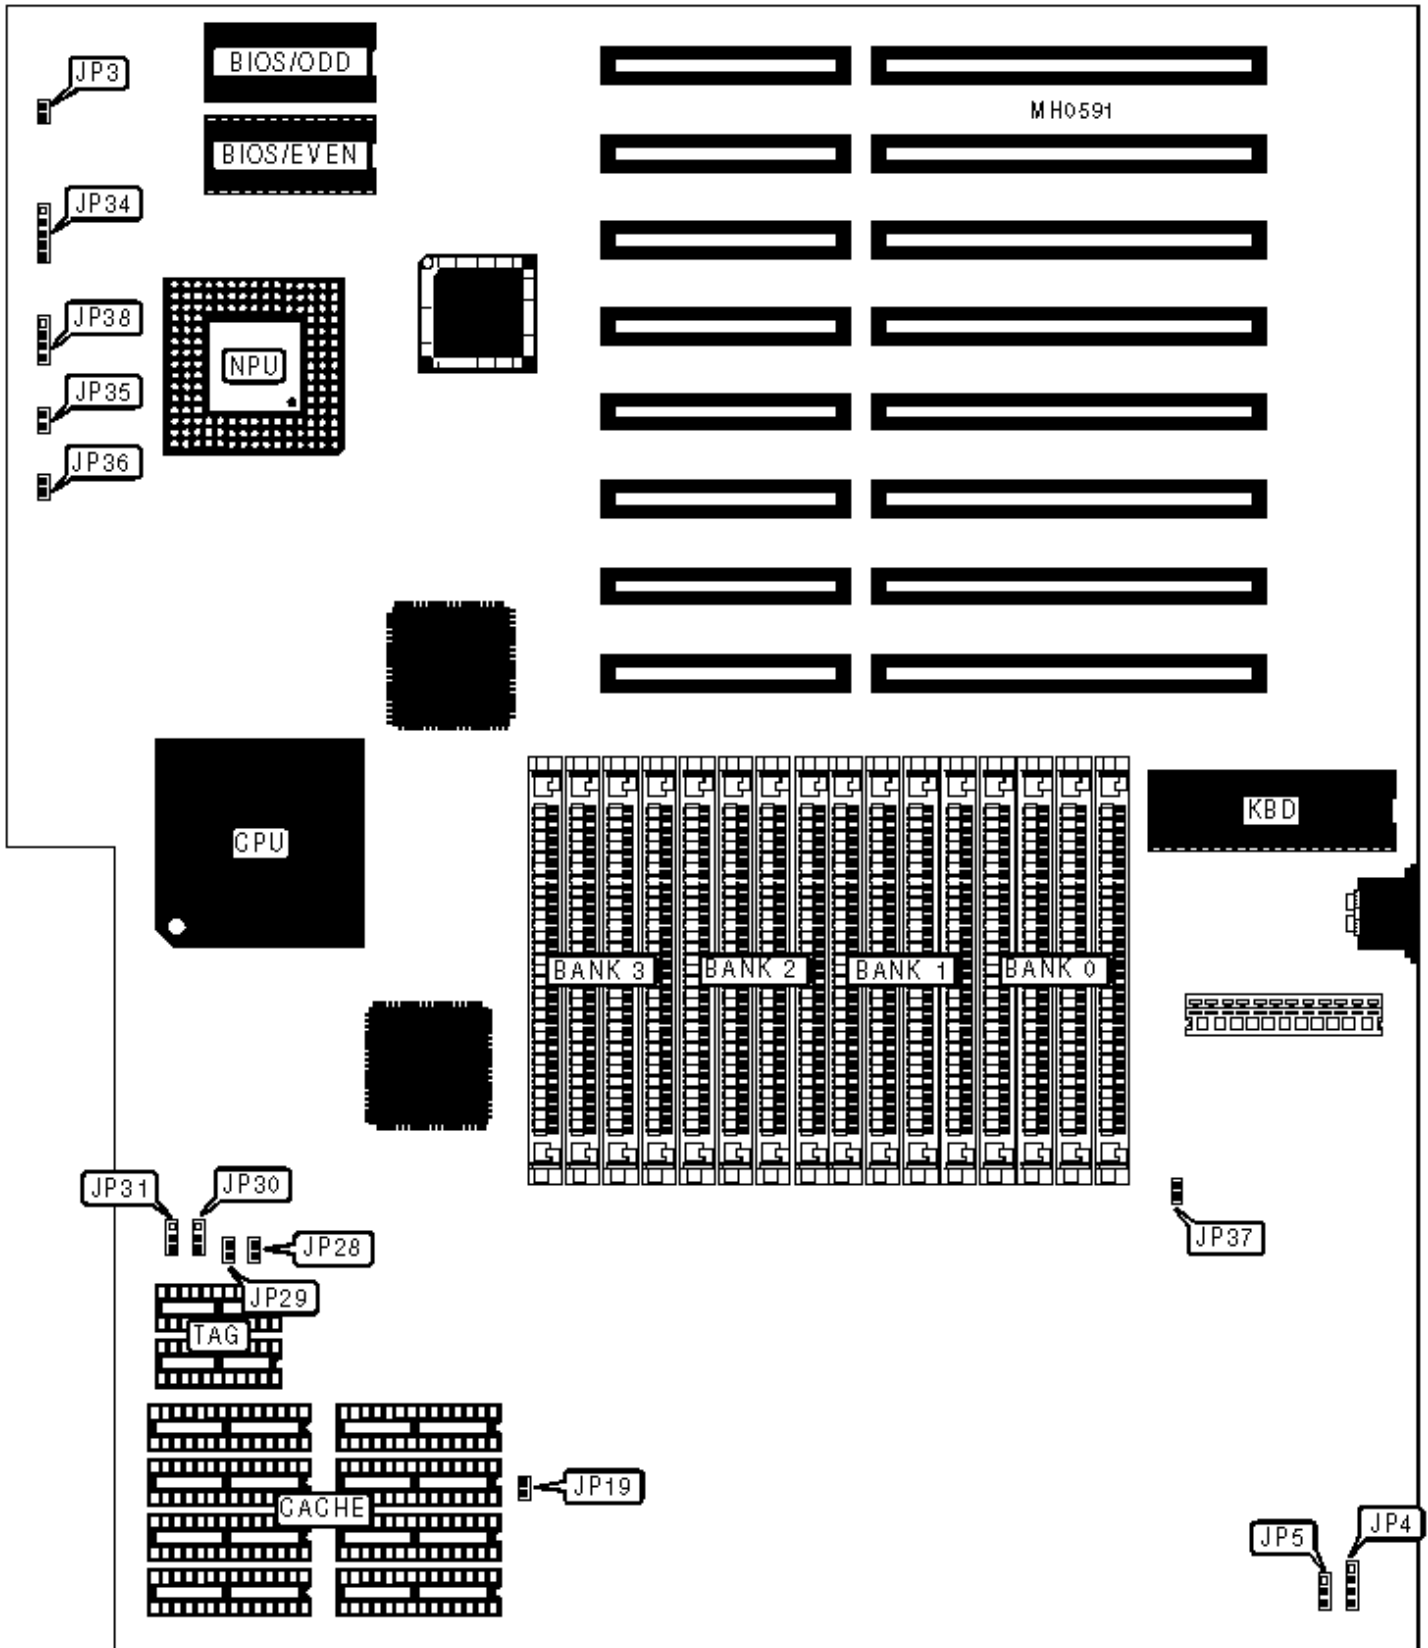 BIOS/ODD
JP3
MH0591
BIOS/EVEN
JP34
JP38
NPU
JP35
JP36
KBD
CPU
BANK 3
BANK 2
BANK 1
BANK 0
JP31
JP30
JP37
JP28
JP29
TAG
JP19
CACHE
JP5
JP4